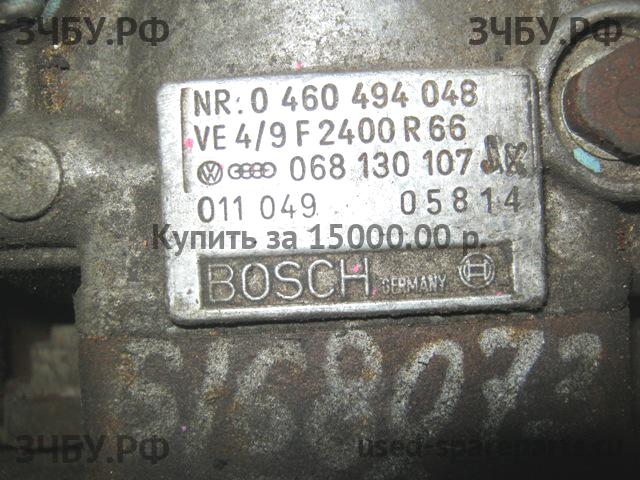 ЗЧБУ.РФ ЗЧБУ.РФ
NR: 0 460 494 048
VE 4/9 F 2400 R 66
068 130 107
011 049 05814
Купить за 15000.00 р.
BOSCH GERMANY
ЗЧБУ.РФ used-spareparts.ru